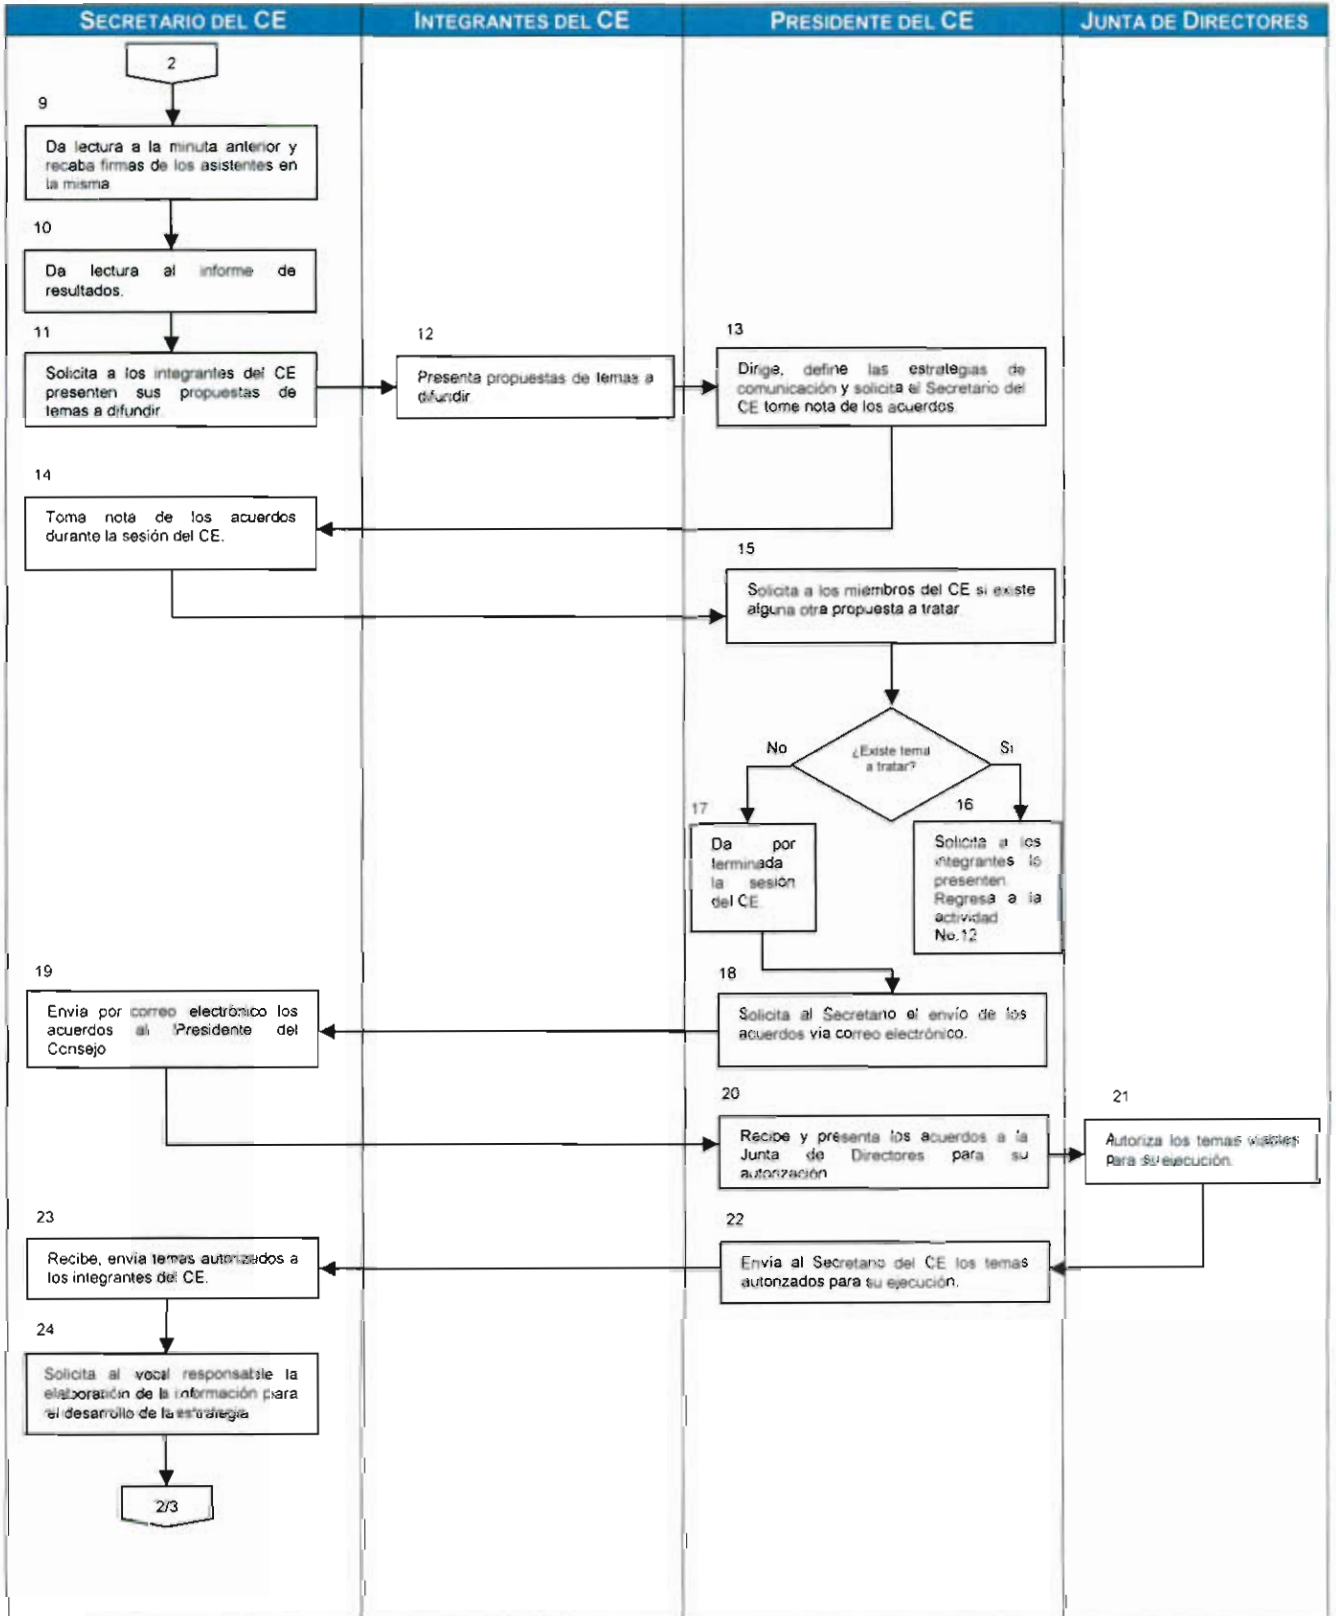 SECRETARIO DEL CE
INTEGRANTES DEL CE
PRESIDENTE DEL CE
JUNTA DE DIRECTORES
2
9
Da lectura a la minuta anterior y
recaba firmas de los asistentes en
la misma
10
Da lectura al informe de
resultados.
11
Solicita a los integrantes del CE
presenten sus propuestas de
temas a difundir.
12
Presenta propuestas de temas a
difundir
13
Dirige, define las estrategias de
comunicación y solicita al Secretario del
CE tome nota de los acuerdos
14
Toma nota de los acuerdos
durante la sesión del CE.
15
Solicita a los miembros del CE si existe
alguna otra propuesta a tratar
¿Existe tema
a tratar?
No
Si
17
Da por
terminada
la sesión
del CE.
16
Solicita a los
integrantes lo
presenten.
Regresa a la
actividad
No.12
18
Solicita al Secretario el envío de los
acuerdos via correo electrónico.
19
Envia por correo electrónico los
acuerdos al Presidente del
Consejo
20
Recibe y presenta los acuerdos a la
Junta de Directores para su
autorización
21
Autoriza los temas viables
para su ejecución.
22
Envía al Secretario del CE los temas
autorizados para su ejecución.
23
Recibe, envía temas autorizados a
los integrantes del CE.
24
Solicita al vocal responsable la
elaboración de la información para
el desarrollo de la estrategia
2/3